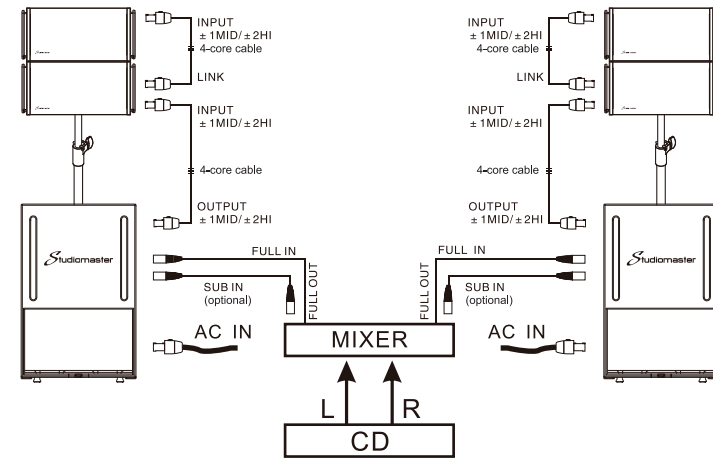 INPUT
± 1MID/ ± 2HI
4-core cable
LINK
INPUT
± 1MID/ ± 2HI
4-core cable
OUTPUT
± 1MID/ ± 2HI
Studiomaster
FULL IN
SUB IN
(optional)
FULL OUT
AC IN
INPUT
± 1MID/ ± 2HI
4-core cable
LINK
INPUT
± 1MID/ ± 2HI
4-core cable
OUTPUT
± 1MID/ ± 2HI
Studiomaster
FULL IN
SUB IN
(optional)
FULL OUT
AC IN
MIXER
L
R
CD